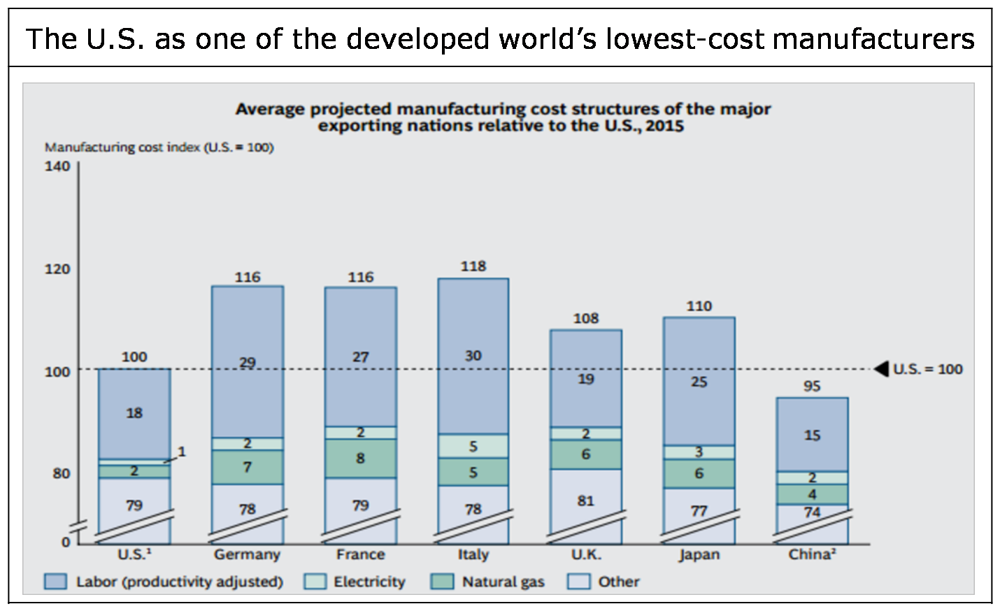 The U.S. as one of the developed world’s lowest-cost manufacturers
Average projected manufacturing cost structures of the major
exporting nations relative to the U.S., 2015
Manufacturing cost index (U.S. = 100)
140
120
100
80
0
100
18
1
2
79
116
29
2
7
78
116
27
2
8
79
118
30
5
5
78
108
19
2
6
81
110
25
3
6
77
95
15
2
4
74
U.S. = 100
U.S.¹
Germany
France
Italy
U.K.
Japan
China²
Labor (productivity adjusted)
Electricity
Natural gas
Other